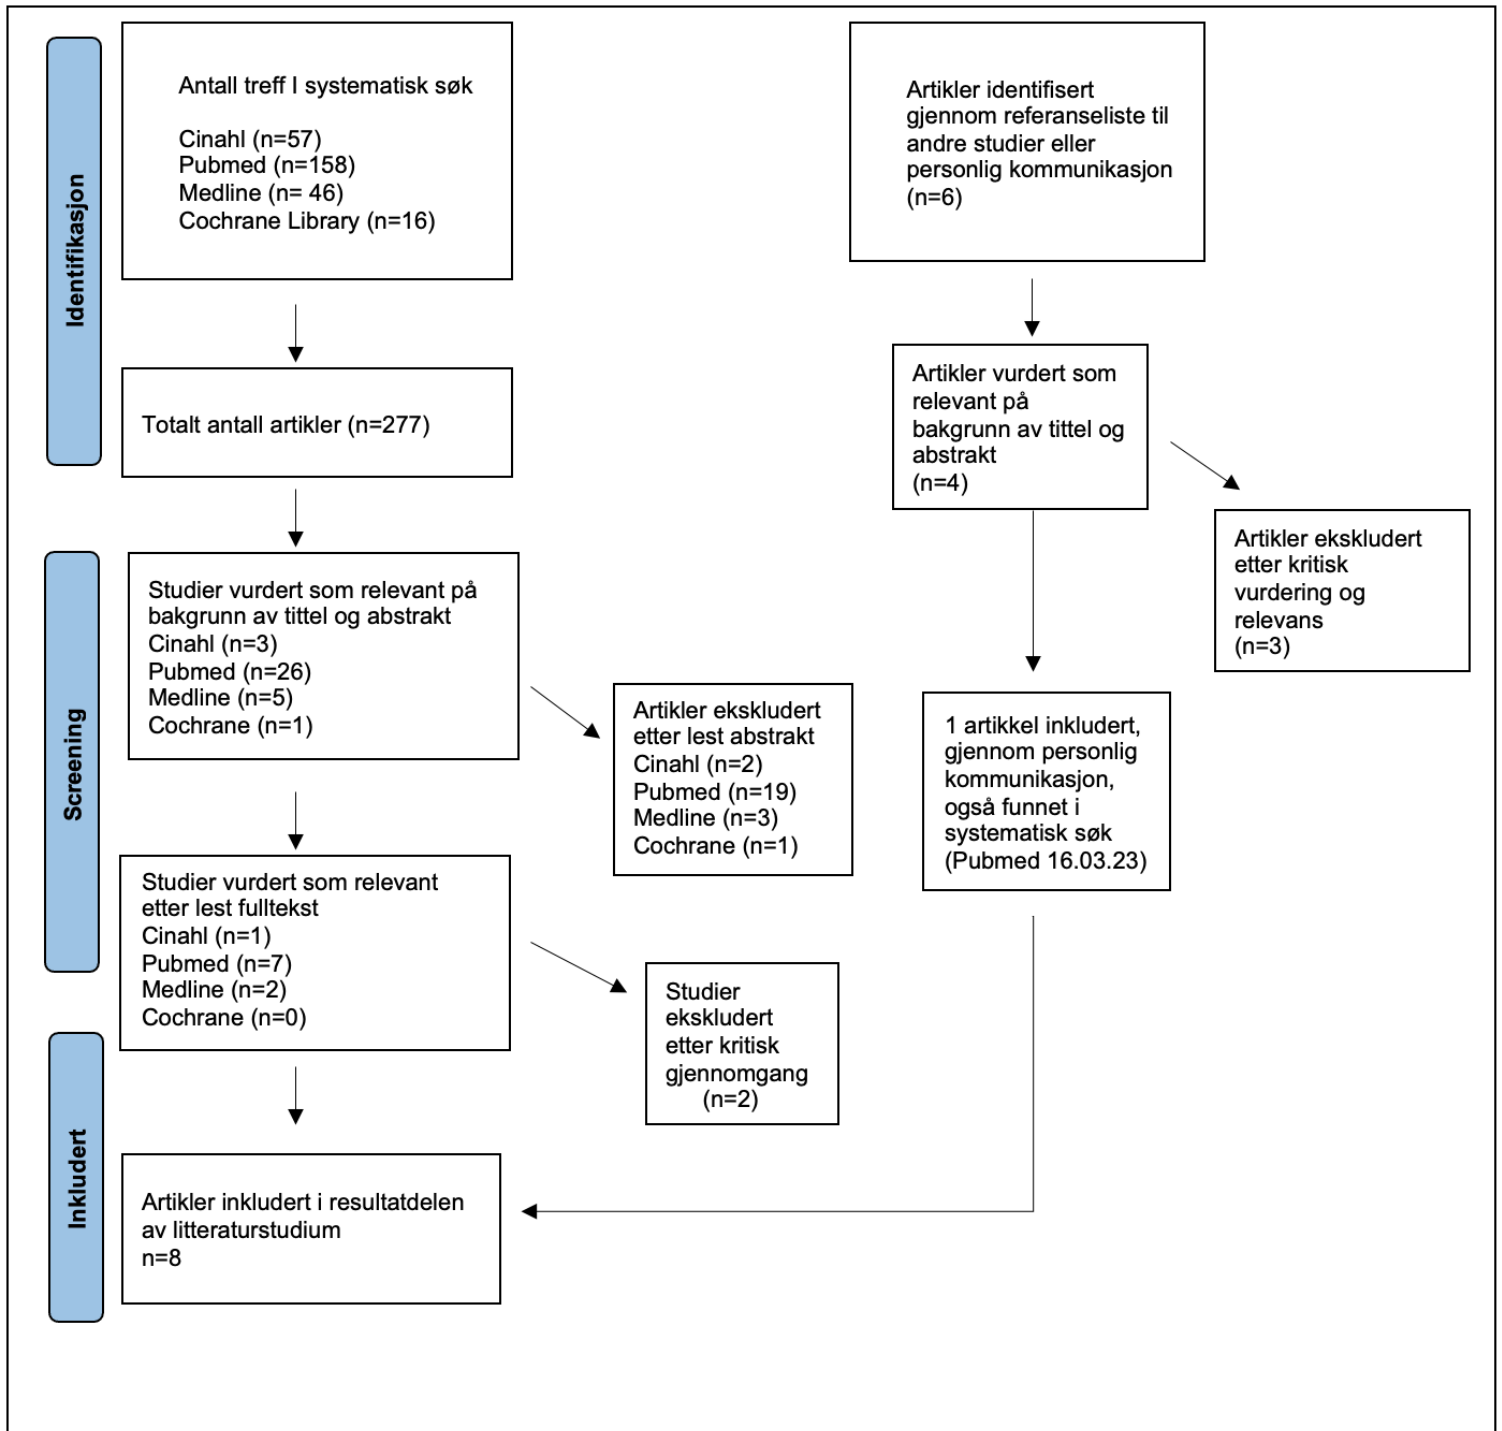 Identifikasjon
Antall treff I systematisk søk
Cinahl (n=57)
Pubmed (n=158)
Medline (n= 46)
Cochrane Library (n=16)
Totalt antall artikler (n=277)
Artikler identifisert
gjennom referanseliste til
andre studier eller
personlig kommunikasjon
(n=6)
Artikler vurdert som
relevant på
bakgrunn av tittel og
abstrakt
(n=4)
Artikler ekskludert
etter kritisk
vurdering og
relevans
(n=3)
Screening
Studier vurdert som relevant på
bakgrunn av tittel og abstrakt
Cinahl (n=3)
Pubmed (n=26)
Medline (n=5)
Cochrane (n=1)
Artikler ekskludert
etter lest abstrakt
Cinahl (n=2)
Pubmed (n=19)
Medline (n=3)
Cochrane (n=1)
1 artikkel inkludert,
gjennom personlig
kommunikasjon,
også funnet i
systematisk søk
(Pubmed 16.03.23)
Studier vurdert som relevant
etter lest fulltekst
Cinahl (n=1)
Pubmed (n=7)
Medline (n=2)
Cochrane (n=0)
Studier
ekskludert
etter kritisk
gjennomgang
(n=2)
Inkludert
Artikler inkludert i resultatdelen
av litteraturstudium
n=8